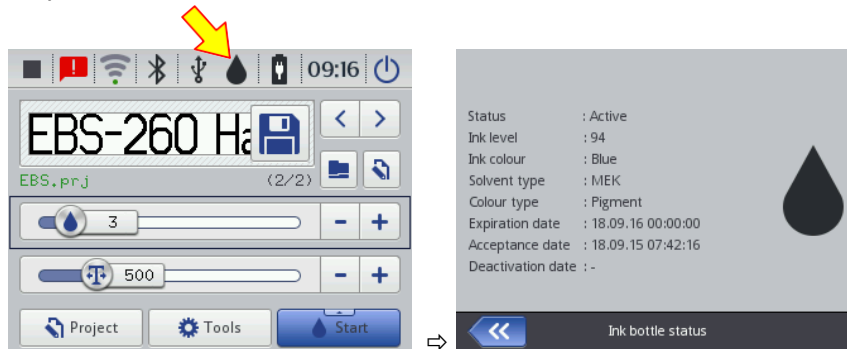 09:16
EBS-260 Ha
EBS.prj (2/2)
3
- +
500
- +
Project Tools Start
Status : Active
Ink level : 94
Ink colour : Blue
Solvent type : MEK
Colour type : Pigment
Expiration date : 18.09.16 00:00:00
Acceptance date : 18.09.15 07:42:16
Deactivation date : -
Ink bottle status